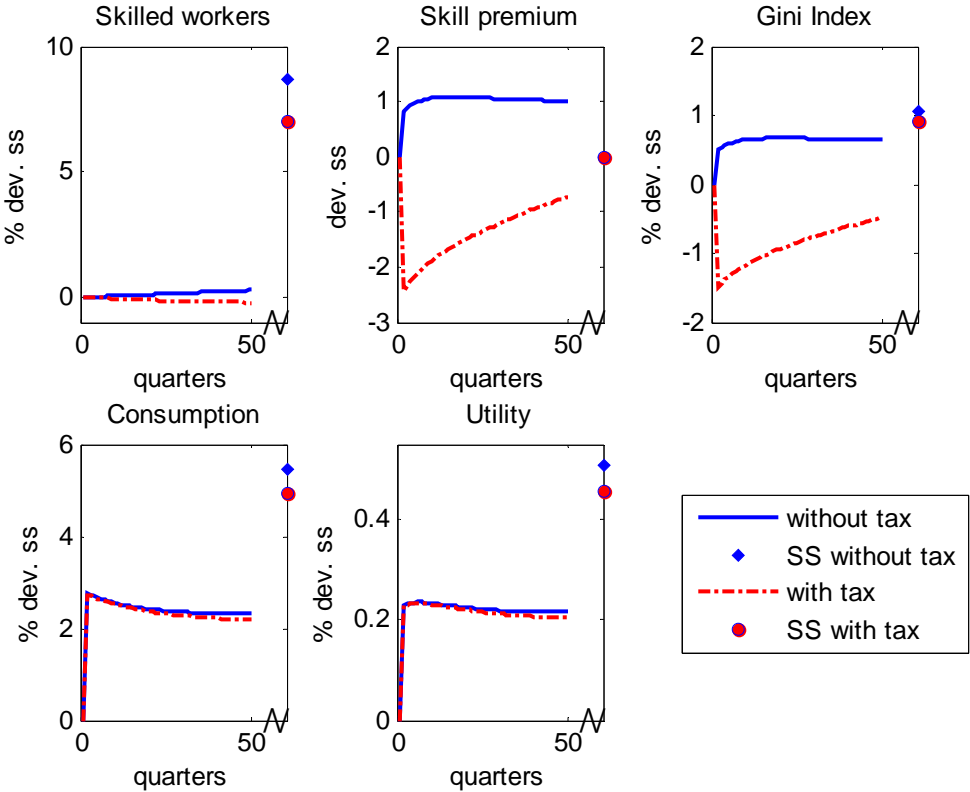 Skilled workers
10
5
0
% dev. ss
0
50
quarters
Skill premium
2
1
0
-1
-2
-3
dev. ss
0
50
quarters
Gini Index
2
1
0
-1
-2
% dev. ss
0
50
quarters
Consumption
6
4
2
0
% dev. ss
0
50
quarters
Utility
0.4
0.2
0
% dev. ss
0
50
quarters
without tax
SS without tax
with tax
SS with tax